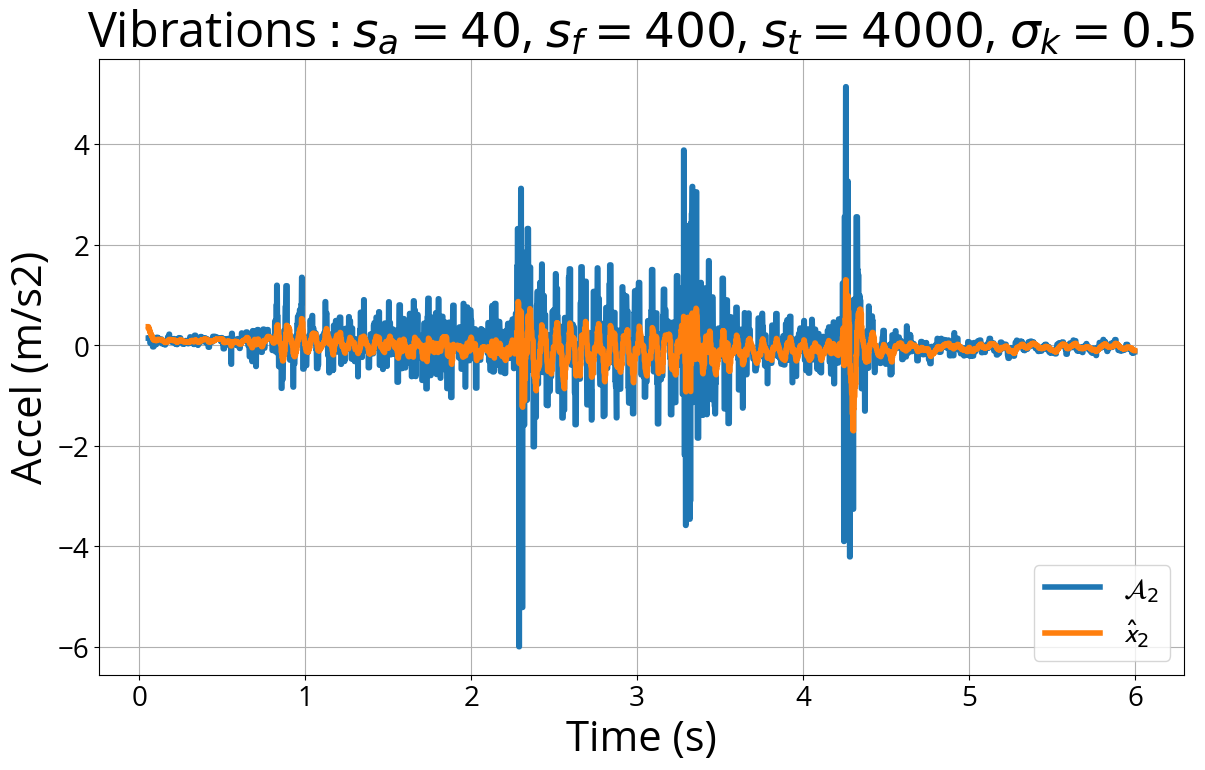 Vibrations : sₐ = 40, s_f = 400, s_t = 4000, σ_k = 0.5
Accel (m/s2)
4
2
0
−2
−4
−6
0 1 2 3 4 5 6
Time (s)
𝒜₂
x̂₂